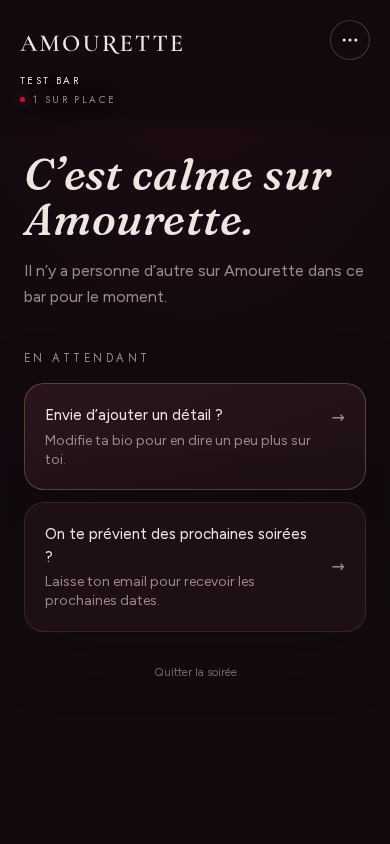 AMOURETTE
TEST BAR
1 SUR PLACE
C’est calme sur
Amourette.
Il n’y a personne d’autre sur Amourette dans ce
bar pour le moment.
EN ATTENDANT
Envie d’ajouter un détail ?
→
Modifie ta bio pour en dire un peu plus sur
toi.
On te prévient des prochaines soirées
?
→
Laisse ton email pour recevoir les
prochaines dates.
Quitter la soirée